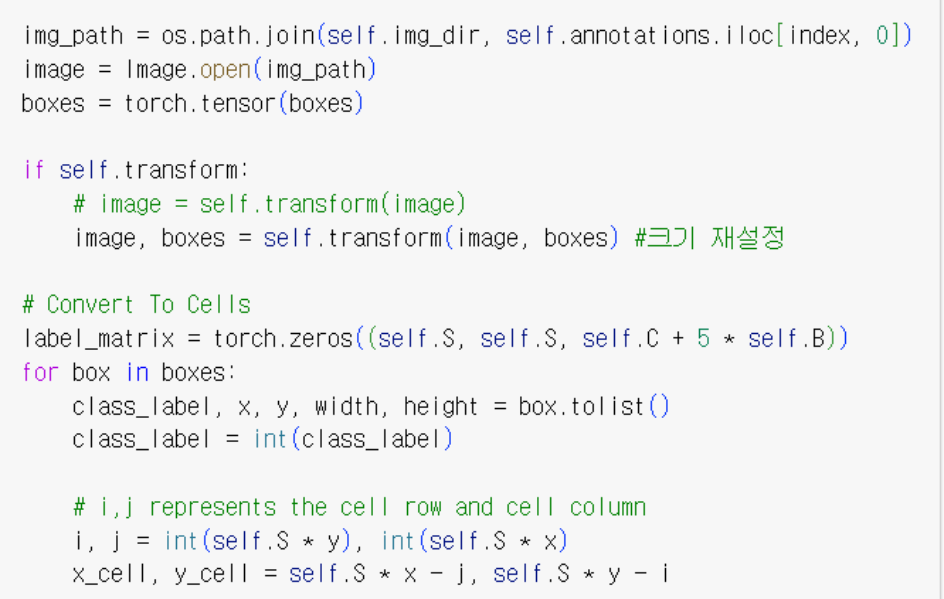 img_path = os.path.join(self.img_dir, self.annotations.iloc[index, 0])
image = Image.open(img_path)
boxes = torch.tensor(boxes)

if self.transform:
    # image = self.transform(image)
    image, boxes = self.transform(image, boxes) #크기 재설정

# Convert To Cells
label_matrix = torch.zeros((self.S, self.S, self.C + 5 * self.B))
for box in boxes:
    class_label, x, y, width, height = box.tolist()
    class_label = int(class_label)

    # i,j represents the cell row and cell column
    i, j = int(self.S * y), int(self.S * x)
    x_cell, y_cell = self.S * x - j, self.S * y - i